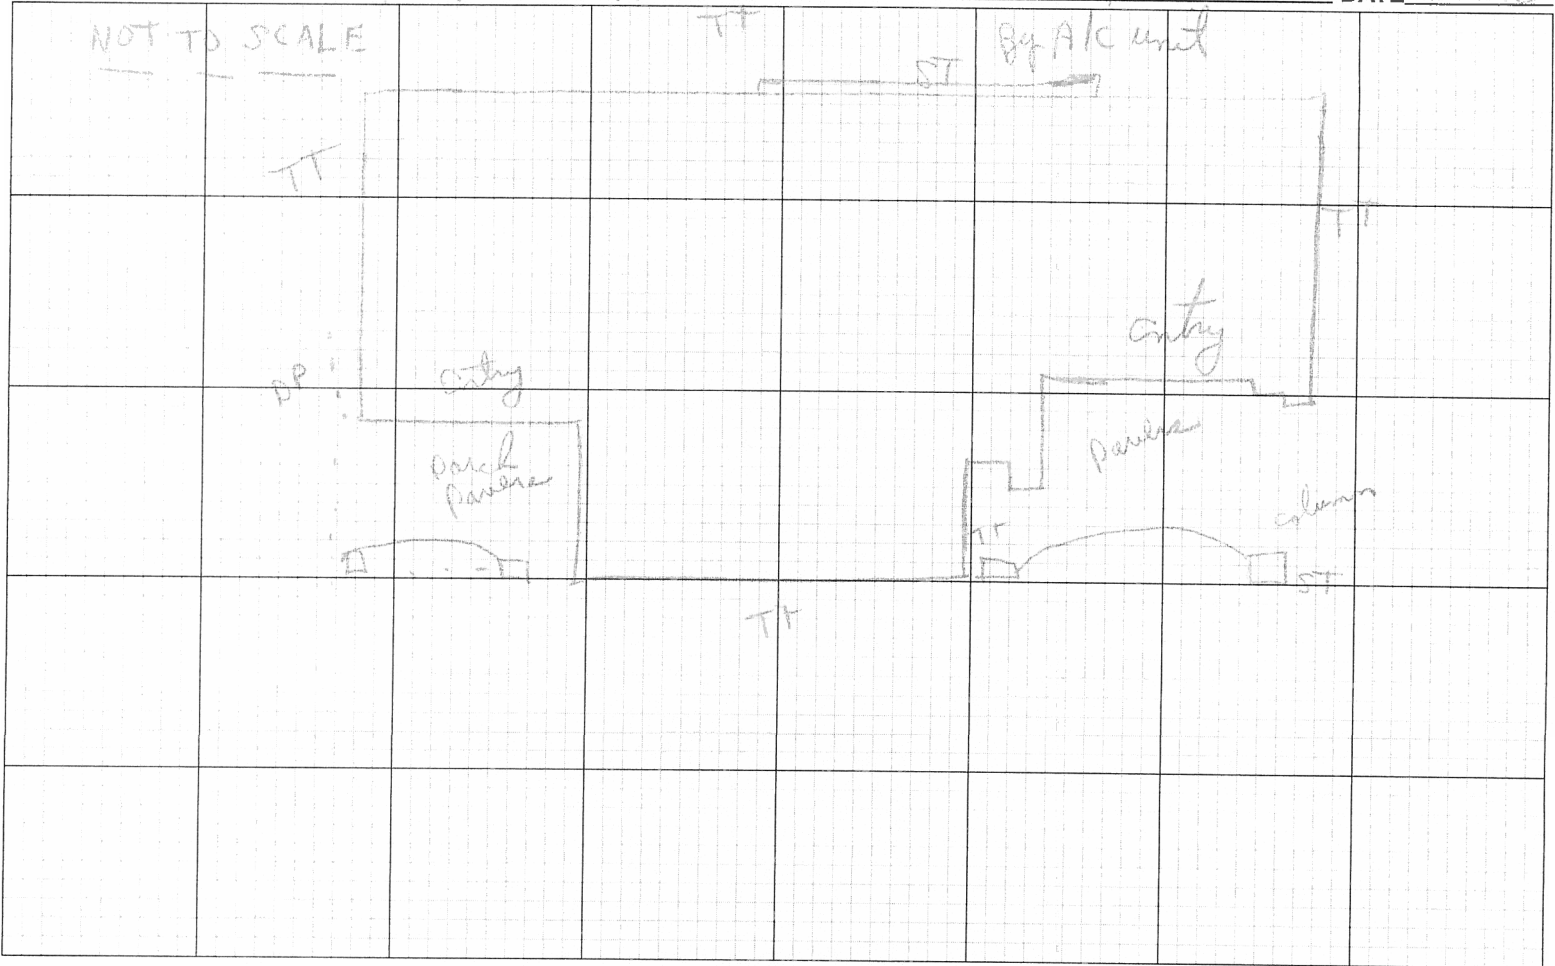 DATE
NOT TO SCALE
TT
By A/C unit
ST
TT
TT
entry
DP
entry
porch
pavers
pavers
column
TT
ST
TT